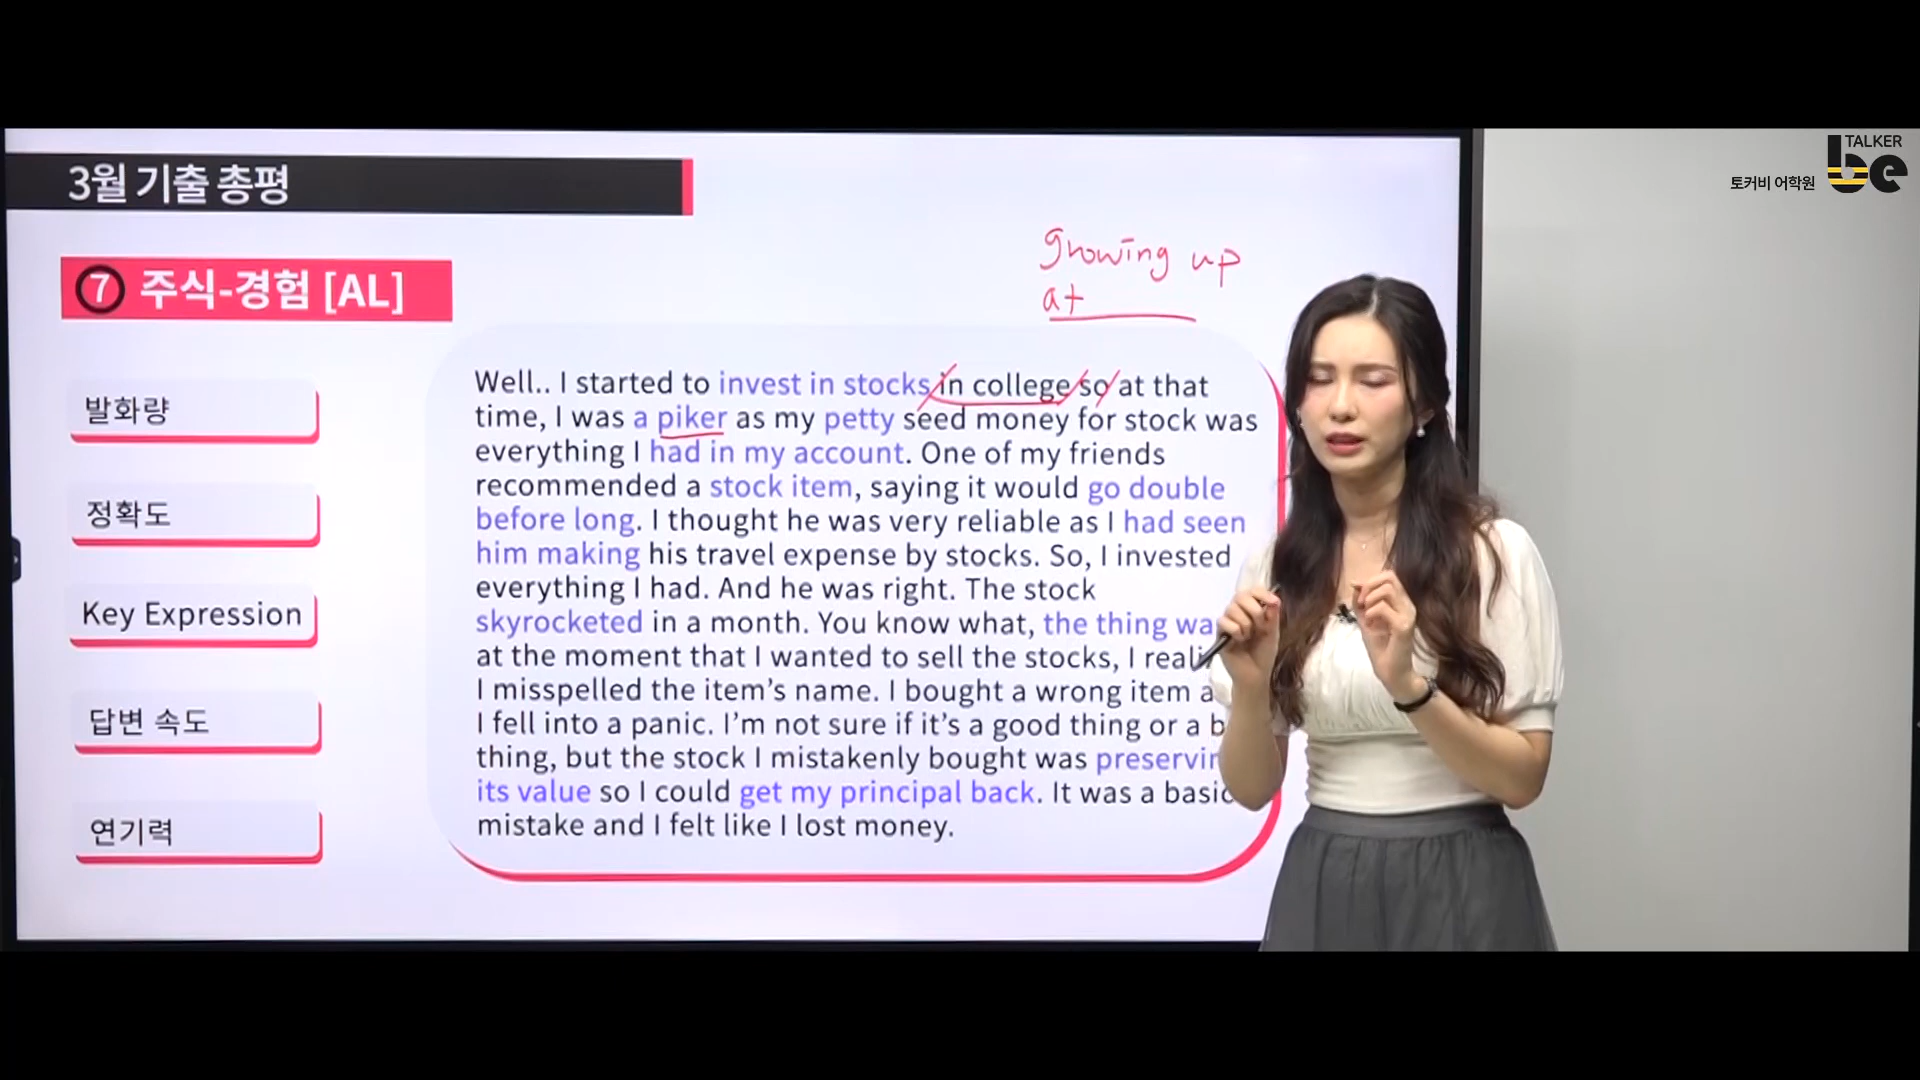 TALKER
be
토커비 어학원
3월 기출 총평
growing up
at
7 주식-경험 [AL]
발화량
정확도
Key Expression
답변 속도
연기력
Well.. I started to invest in stocks in college so at that
time, I was a piker as my petty seed money for stock was
everything I had in my account. One of my friends
recommended a stock item, saying it would go double
before long. I thought he was very reliable as I had seen
him making his travel expense by stocks. So, I invested
everything I had. And he was right. The stock
skyrocketed in a month. You know what, the thing
at the moment that I wanted to sell the stocks, I
I misspelled the item’s name. I bought a wrong item
I fell into a panic. I’m not sure if it’s a good thing or a
thing, but the stock I mistakenly bought was
its value so I could get my principal back. It was a basic
mistake and I felt like I lost money.